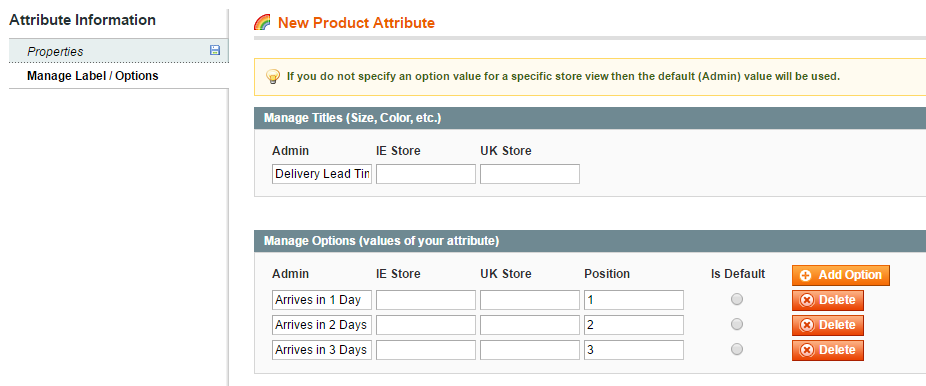 Attribute Information
Properties
Manage Label / Options
New Product Attribute
If you do not specify an option value for a specific store view then the default (Admin) value will be used.
Manage Titles (Size, Color, etc.)
Admin IE Store UK Store
Delivery Lead Tin
Manage Options (values of your attribute)
Admin IE Store UK Store Position Is Default Add Option
Arrives in 1 Day 1 Delete
Arrives in 2 Days 2 Delete
Arrives in 3 Days 3 Delete